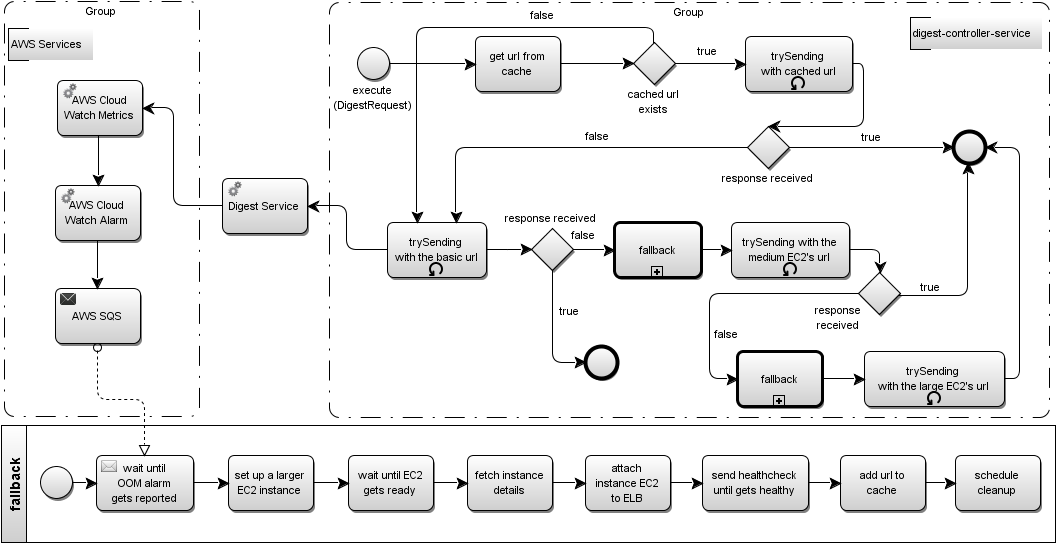 Group
AWS Services
AWS Cloud
Watch Metrics
AWS Cloud
Watch Alarm
AWS SQS
Digest Service
Group
digest-controller-service
execute
(DigestRequest)
get url from
cache
false
cached url
exists
true
trySending
with cached url
false
response received
true
trySending
with the basic url
response received
false
true
fallback
trySending with the
medium EC2's url
response
received
true
false
fallback
trySending
with the large EC2's url
fallback
wait until
OOM alarm
gets reported
set up a larger
EC2 instance
wait until EC2
gets ready
fetch instance
details
attach
instance EC2
to ELB
send healthcheck
until gets healthy
add url to
cache
schedule
cleanup